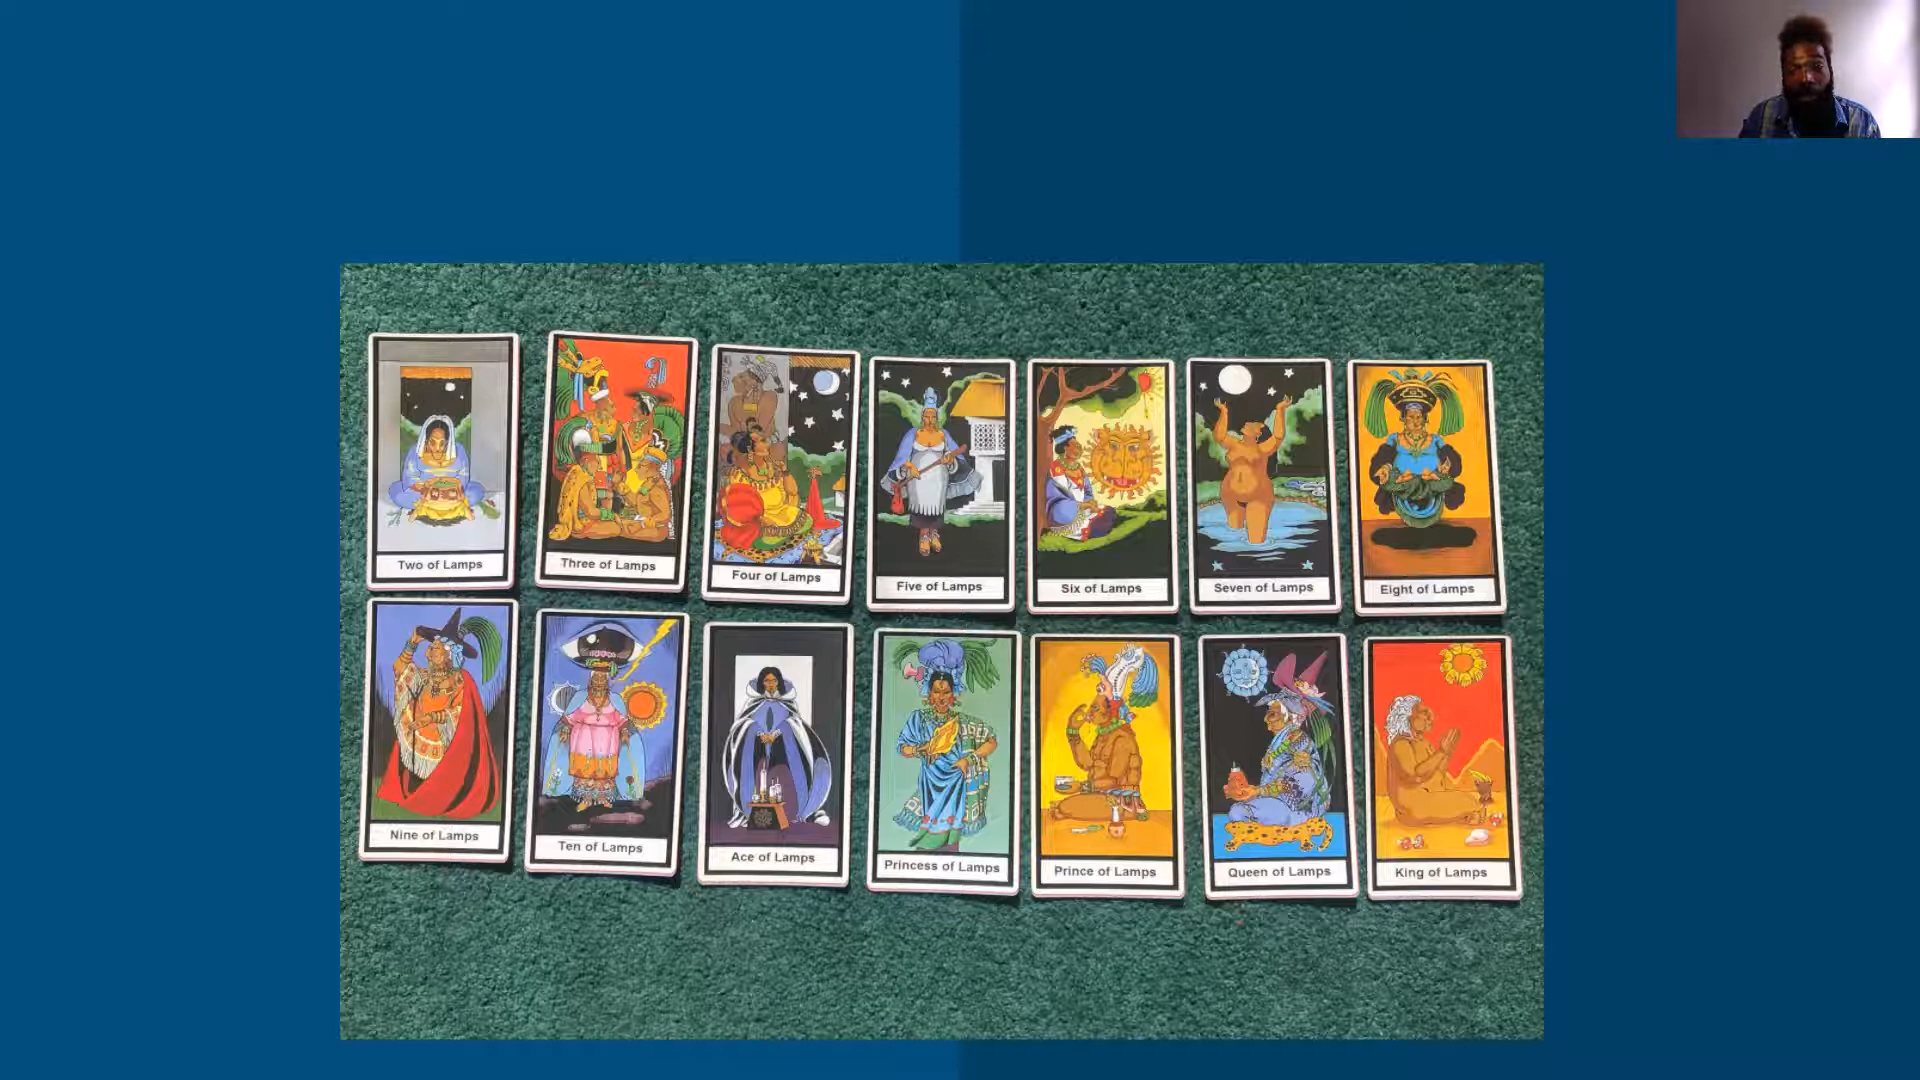 Two of Lamps
Three of Lamps
Four of Lamps
Five of Lamps
Six of Lamps
Seven of Lamps
Eight of Lamps
Nine of Lamps
Ten of Lamps
Ace of Lamps
Princess of Lamps
Prince of Lamps
Queen of Lamps
King of Lamps